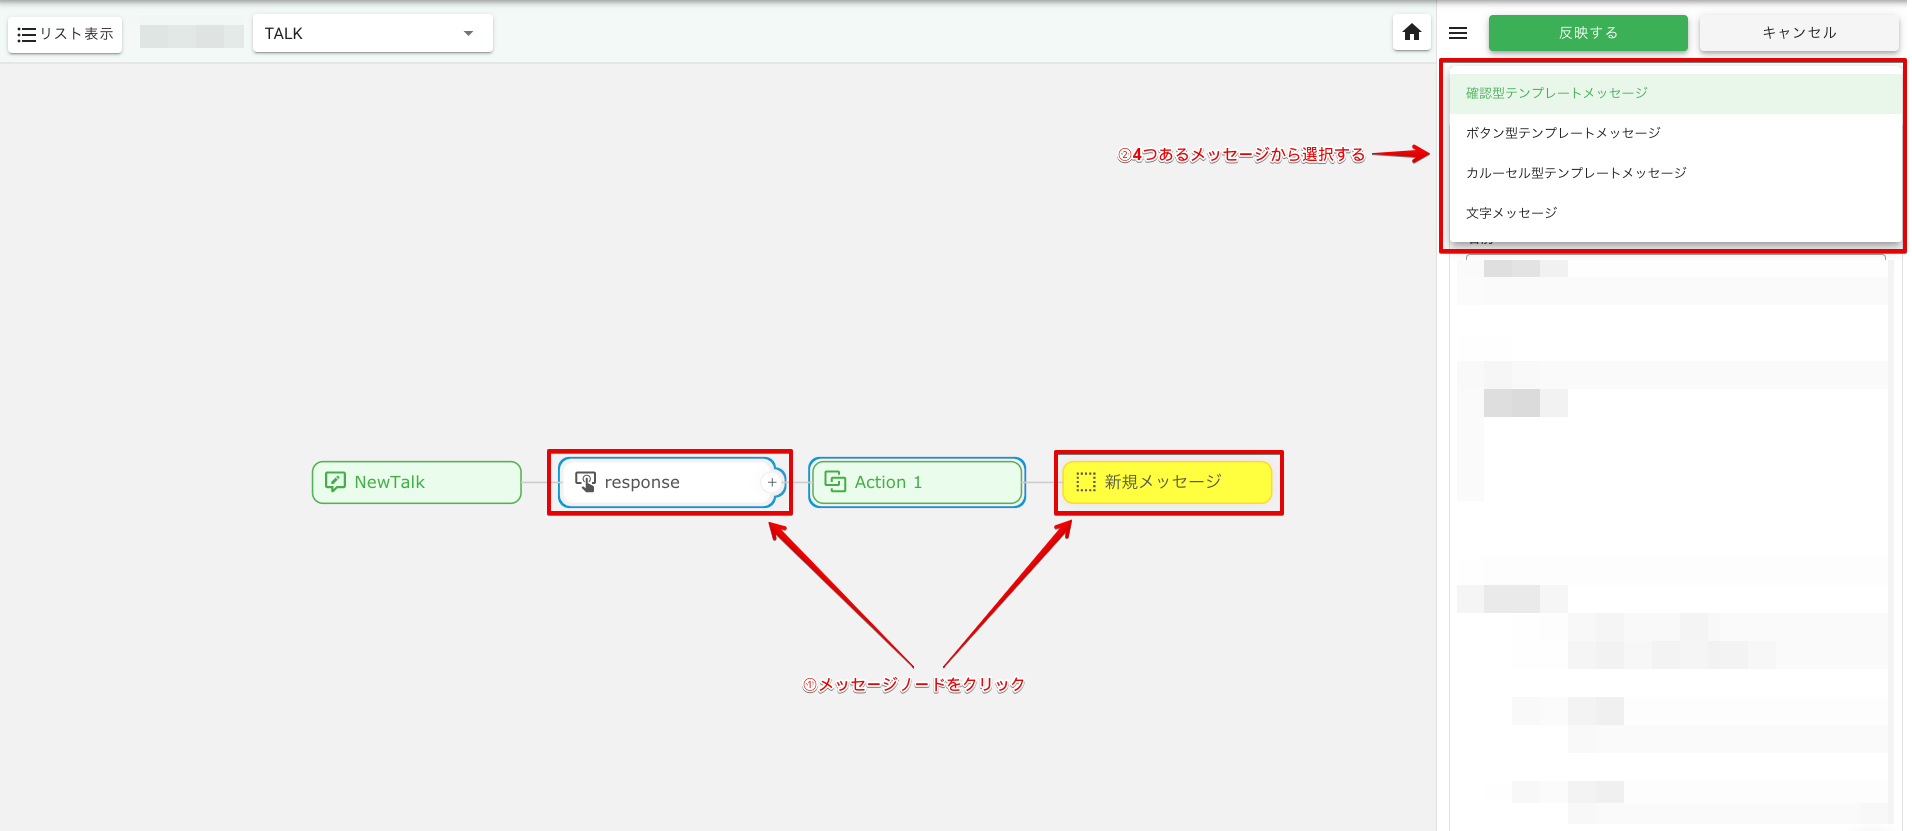 リスト表示
TALK
反映する
キャンセル
確認型テンプレートメッセージ
ボタン型テンプレートメッセージ
②4つあるメッセージから選択する
カルーセル型テンプレートメッセージ
文字メッセージ
NewTalk
response
+
Action 1
新規メッセージ
①メッセージノードをクリック